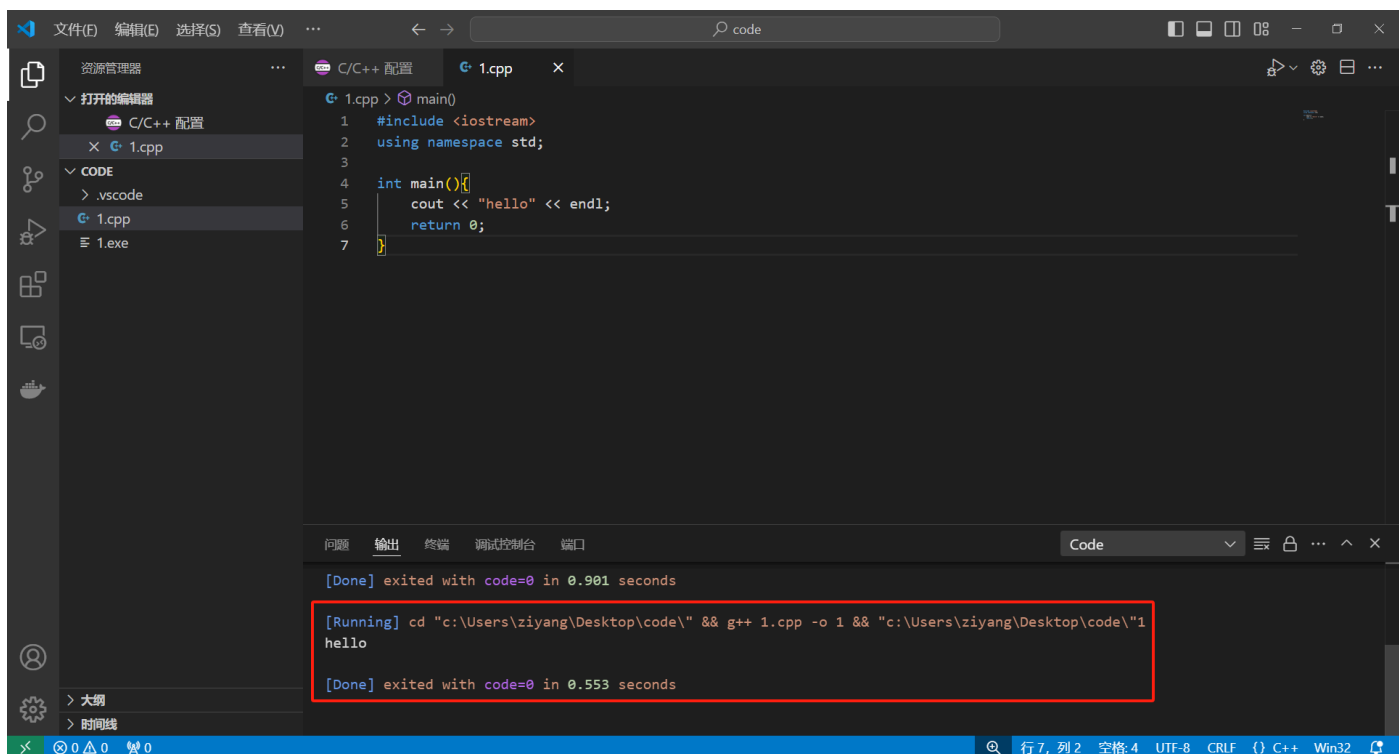 文件(F) 编辑(E) 选择(S) 查看(V) ··· code
资源管理器 ···
打开的编辑器
C/C++ 配置
1.cpp
CODE
.vscode
1.cpp
1.exe
大纲
时间线
C/C++ 配置 1.cpp
1.cpp > main()
1 #include <iostream>
2 using namespace std;
3
4 int main(){
5 cout << "hello" << endl;
6 return 0;
7 }
问题 输出 终端 调试控制台 端口 Code
[Done] exited with code=0 in 0.901 seconds
[Running] cd "c:\Users\ziyang\Desktop\code\" && g++ 1.cpp -o 1 && "c:\Users\ziyang\Desktop\code\"1
hello
[Done] exited with code=0 in 0.553 seconds
0 0 0 行 7, 列 2 空格: 4 UTF-8 CRLF {} C++ Win32